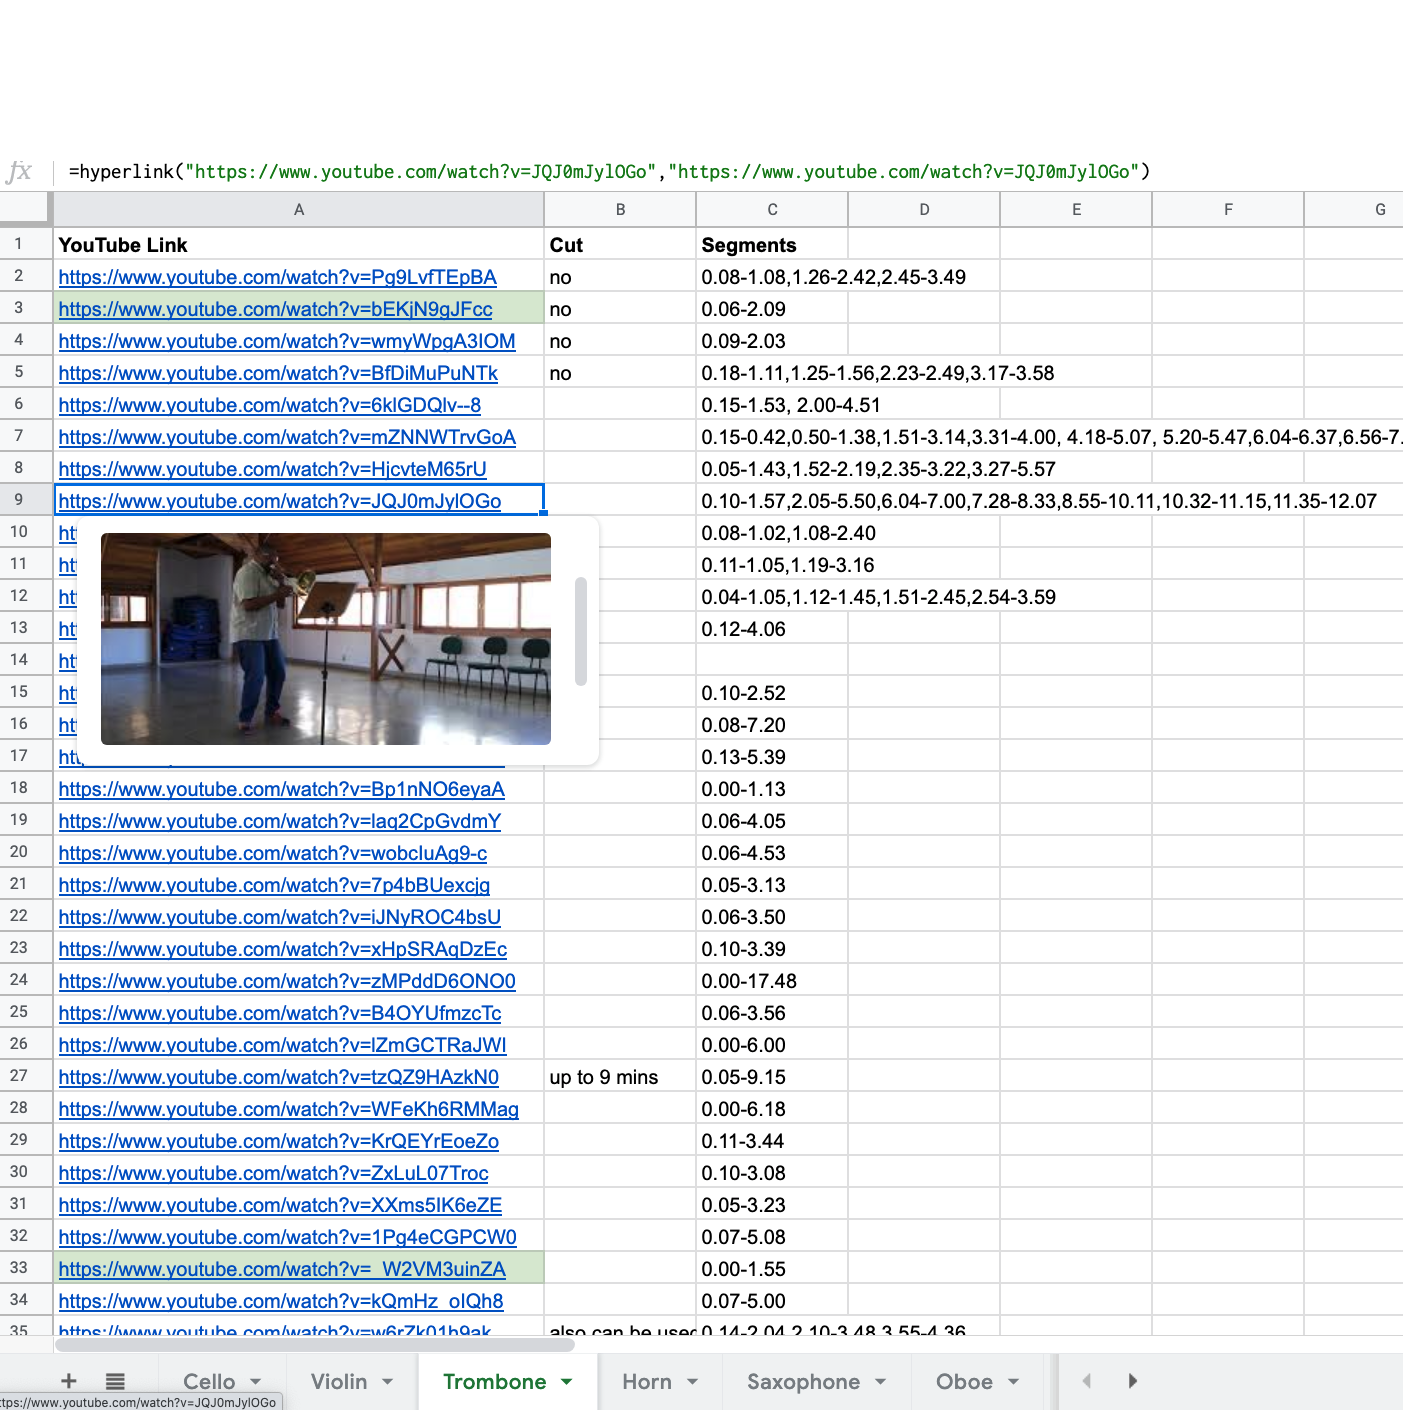 fx =hyperlink("https://www.youtube.com/watch?v=JQJ0mJylOGo","https://www.youtube.com/watch?v=JQJ0mJylOGo")
A B C D E F G
1 YouTube Link Cut Segments
2 https://www.youtube.com/watch?v=Pg9LvfTEpBA no 0.08-1.08,1.26-2.42,2.45-3.49
3 https://www.youtube.com/watch?v=bEKjN9gJFcc no 0.06-2.09
4 https://www.youtube.com/watch?v=wmyWpgA3IOM no 0.09-2.03
5 https://www.youtube.com/watch?v=BfDiMuPuNTk no 0.18-1.11,1.25-1.56,2.23-2.49,3.17-3.58
6 https://www.youtube.com/watch?v=6kIGDQlv--8 0.15-1.53, 2.00-4.51
7 https://www.youtube.com/watch?v=mZNNWTrvGoA 0.15-0.42,0.50-1.38,1.51-3.14,3.31-4.00, 4.18-5.07, 5.20-5.47,6.04-6.37,6.56-7.
8 https://www.youtube.com/watch?v=HjcvteM65rU 0.05-1.43,1.52-2.19,2.35-3.22,3.27-5.57
9 https://www.youtube.com/watch?v=JQJ0mJylOGo 0.10-1.57,2.05-5.50,6.04-7.00,7.28-8.33,8.55-10.11,10.32-11.15,11.35-12.07
10 ht 0.08-1.02,1.08-2.40
11 ht 0.11-1.05,1.19-3.16
12 ht 0.04-1.05,1.12-1.45,1.51-2.45,2.54-3.59
13 ht 0.12-4.06
14 ht
15 ht 0.10-2.52
16 ht 0.08-7.20
17 ht 0.13-5.39
18 https://www.youtube.com/watch?v=Bp1nNO6eyaA 0.00-1.13
19 https://www.youtube.com/watch?v=laq2CpGvdmY 0.06-4.05
20 https://www.youtube.com/watch?v=wobcIuAg9-c 0.06-4.53
21 https://www.youtube.com/watch?v=7p4bBUexcjg 0.05-3.13
22 https://www.youtube.com/watch?v=iJNyROC4bsU 0.06-3.50
23 https://www.youtube.com/watch?v=xHpSRAqDzEc 0.10-3.39
24 https://www.youtube.com/watch?v=zMPddD6ONO0 0.00-17.48
25 https://www.youtube.com/watch?v=B4OYUfmzcTc 0.06-3.56
26 https://www.youtube.com/watch?v=lZmGCTRaJWI 0.00-6.00
27 https://www.youtube.com/watch?v=tzQZ9HAzkN0 up to 9 mins 0.05-9.15
28 https://www.youtube.com/watch?v=WFeKh6RMMag 0.00-6.18
29 https://www.youtube.com/watch?v=KrQEYrEoeZo 0.11-3.44
30 https://www.youtube.com/watch?v=ZxLuL07Troc 0.10-3.08
31 https://www.youtube.com/watch?v=XXms5IK6eZE 0.05-3.23
32 https://www.youtube.com/watch?v=1Pg4eCGPCW0 0.07-5.08
33 https://www.youtube.com/watch?v=_W2VM3uinZA 0.00-1.55
34 https://www.youtube.com/watch?v=kQmHz_oIQh8 0.07-5.00
35 https://www.youtube.com/watch?v=w6rZk01h9ak also can be used 0.14-2.04,2.10-3.48,3.55-4.36
Cello Violin Trombone Horn Saxophone Oboe
ttps://www.youtube.com/watch?v=JQJ0mJylOGo